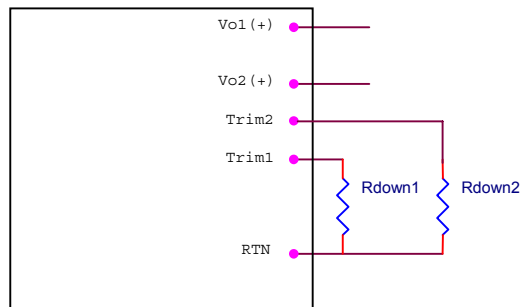 Vo1(+)
Vo2(+)
Trim2
Trim1
Rdown1
Rdown2
RTN